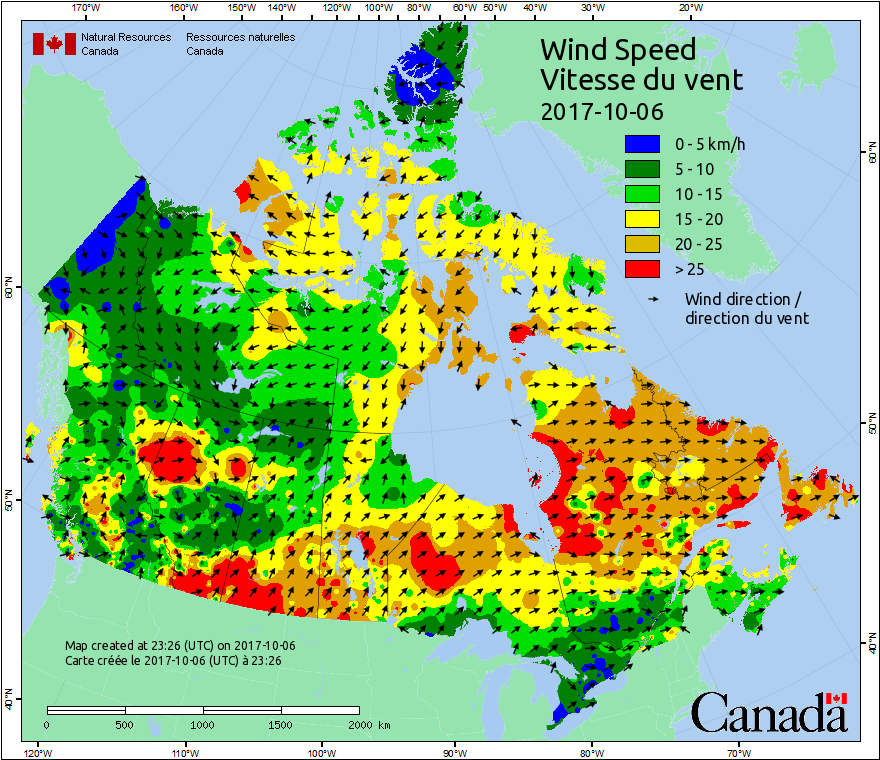 170°W 160°W 150°W 140°W 120°W 100°W 80°W 60°W 50°W 40°W 30°W 20°W
Natural Resources Canada
Ressources naturelles Canada
Wind Speed
Vitesse du vent
2017-10-06
0 - 5 km/h
5 - 10
10 - 15
15 - 20
20 - 25
> 25
Wind direction /
direction du vent
60°N
50°N
40°N
60°N
50°N
40°N
Map created at 23:26 (UTC) on 2017-10-06
Carte créée le 2017-10-06 (UTC) à 23:26
0 500 1000 1500 2000 km
Canada
120°W 110°W 100°W 90°W 80°W 70°W